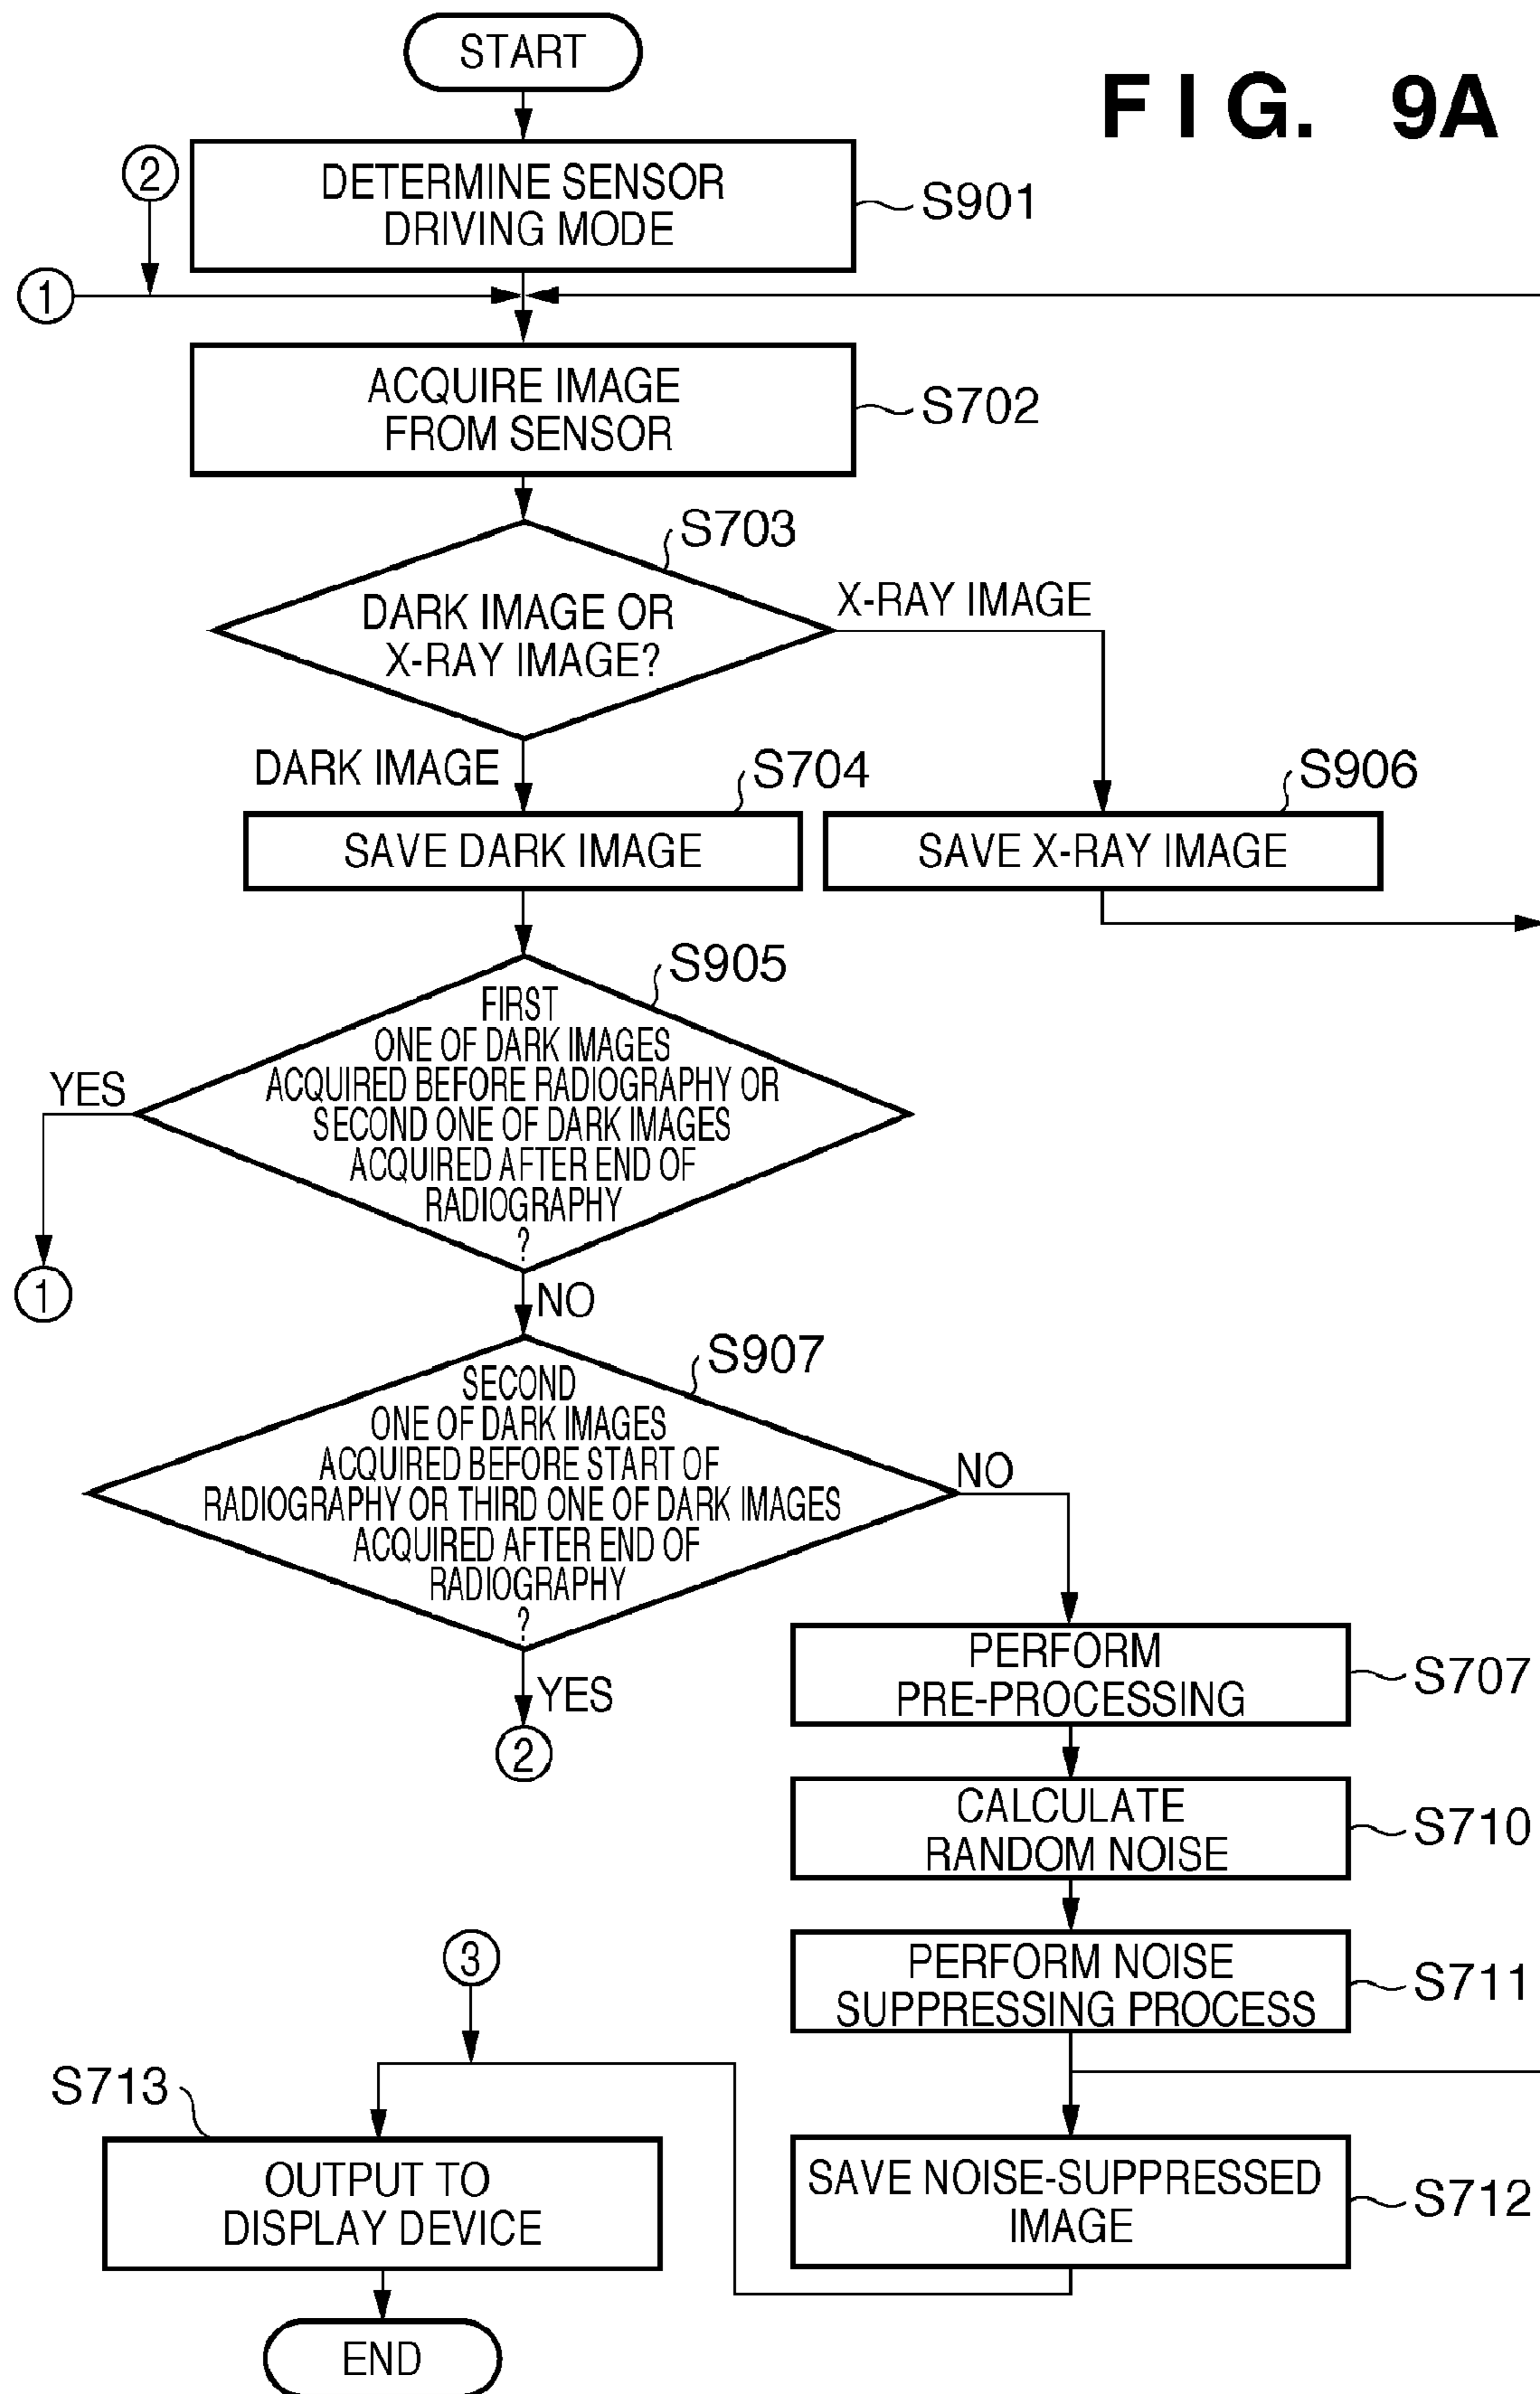 START
FIG. 9A
2
DETERMINE SENSOR
DRIVING MODE
S901
1
ACQUIRE IMAGE
FROM SENSOR
S702
S703
DARK IMAGE OR
X-RAY IMAGE?
X-RAY IMAGE
DARK IMAGE
S704
S906
SAVE DARK IMAGE
SAVE X-RAY IMAGE
S905
FIRST
ONE OF DARK IMAGES
ACQUIRED BEFORE RADIOGRAPHY OR
SECOND ONE OF DARK IMAGES
ACQUIRED AFTER END OF
RADIOGRAPHY
?
YES
1
NO
S907
SECOND
ONE OF DARK IMAGES
ACQUIRED BEFORE START OF
RADIOGRAPHY OR THIRD ONE OF DARK IMAGES
ACQUIRED AFTER END OF
RADIOGRAPHY
?
NO
YES
2
PERFORM
PRE-PROCESSING
S707
CALCULATE
RANDOM NOISE
S710
3
PERFORM NOISE
SUPPRESSING PROCESS
S711
S713
OUTPUT TO
DISPLAY DEVICE
SAVE NOISE-SUPPRESSED
IMAGE
S712
END